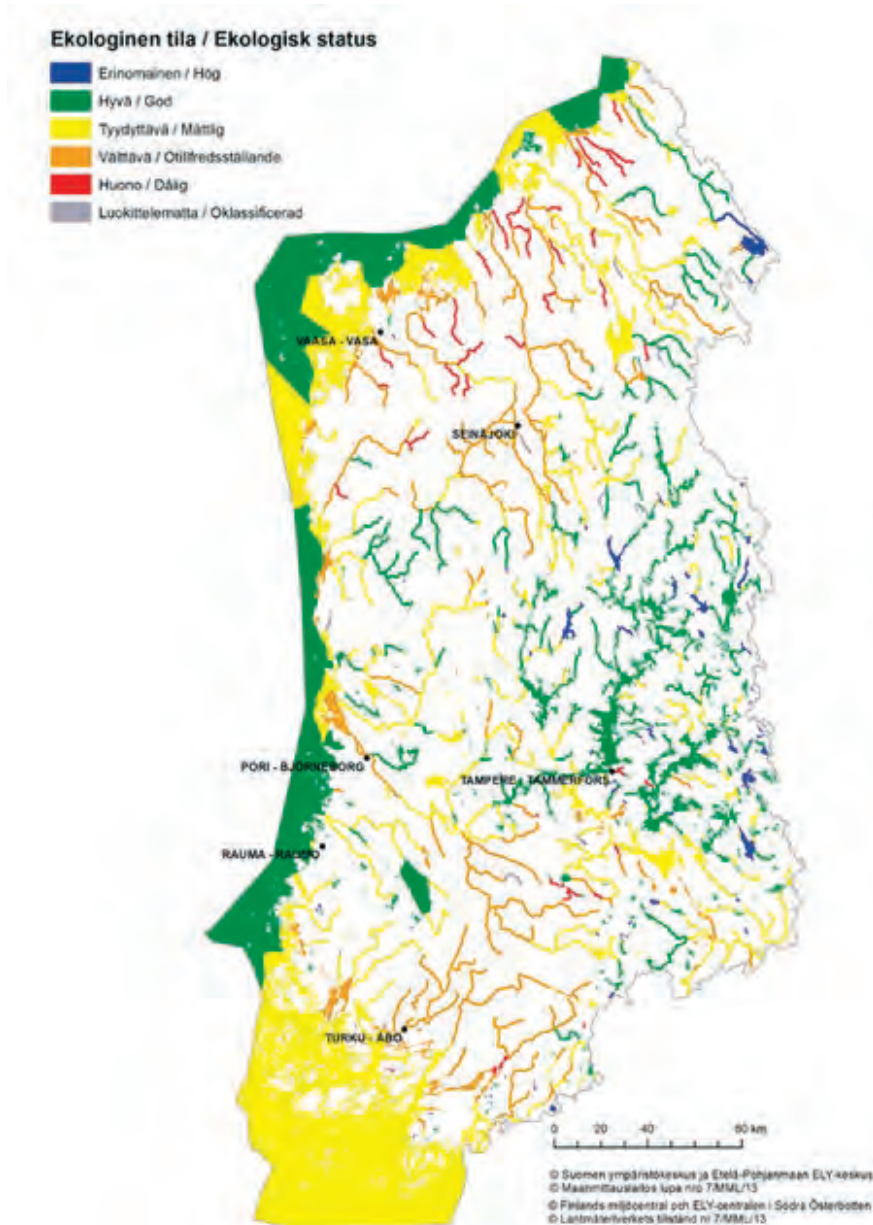 Ekologinen tila / Ekologisk status
Erinomainen / Hög
Hyvä / God
Tyydyttävä / Måttlig
Välttävä / Otillfredsställande
Huono / Dålig
Luokittelematta / Oklassificerad
VAASA - VASA
SEINÄJOKI
PORI - BJÖRNEBORG
TAMPERE - TAMMERFORS
RAUMA - RAUMO
TURKU - ÅBO
0 20 40 80 km
© Suomen ympäristökeskus ja Etelä-Pohjanmaan ELY-keskus
© Maanmittauslaitos lupa nro 7/MML/13
© Finlands miljöcentral och ELY-centralen i Södra Österbotten
© Lantmäteriverkets tillstånd nr 7/MML/13